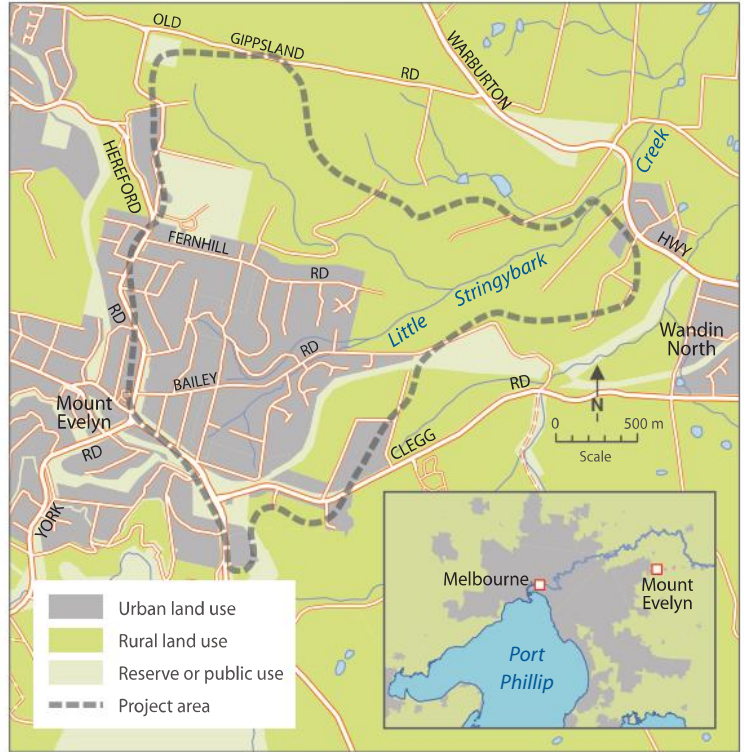 OLD
GIPPSLAND
RD
WARBURTON
Creek
HEREFORD
FERNHILL
RD
HWY
Little
Stringybark
RD
RD
BAILEY
Wandin
North
RD
N
0 500 m
Scale
Mount
Evelyn
RD
CLEGG
YORK
Melbourne
Mount
Evelyn
Port
Phillip
Urban land use
Rural land use
Reserve or public use
Project area